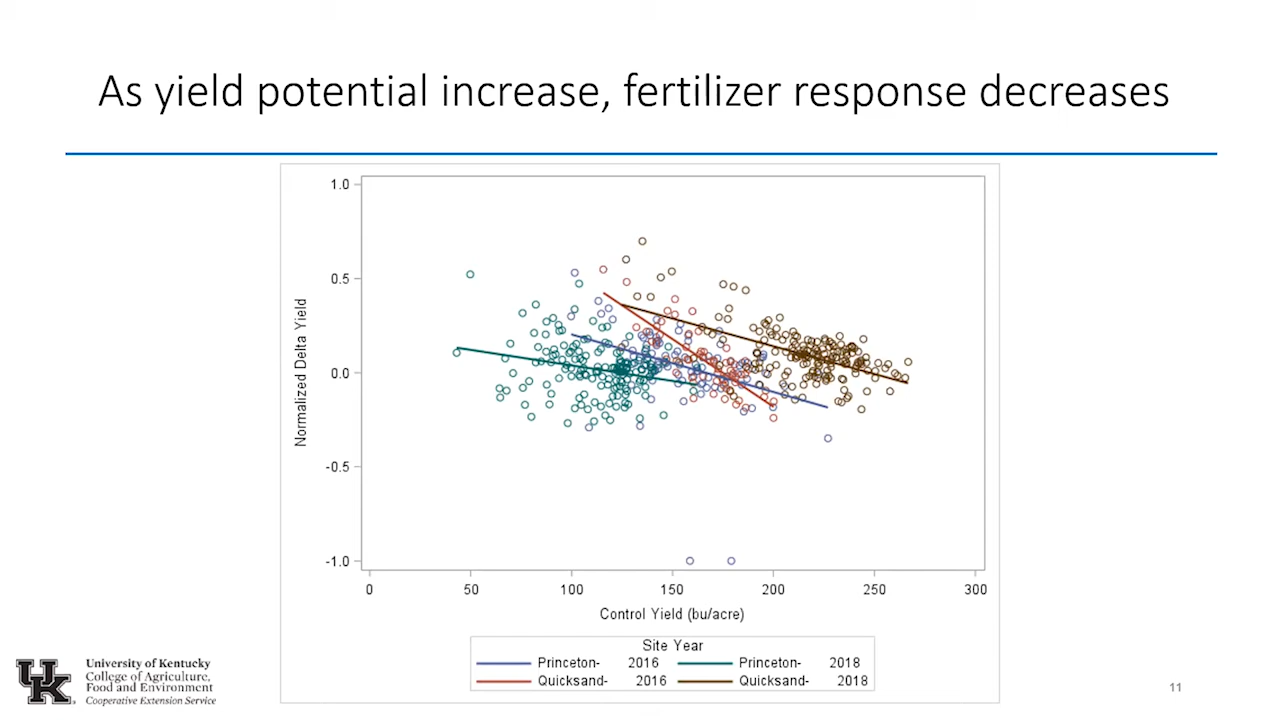 As yield potential increase, fertilizer response decreases
1.0
0.5
0.0
-0.5
-1.0
Normalized Delta Yield
0 50 100 150 200 250 300
Control Yield (bu/acre)
Site Year
Princeton- 2016 Princeton- 2018
Quicksand- 2016 Quicksand- 2018
UK
University of Kentucky
College of Agriculture,
Food and Environment
Cooperative Extension Service
11